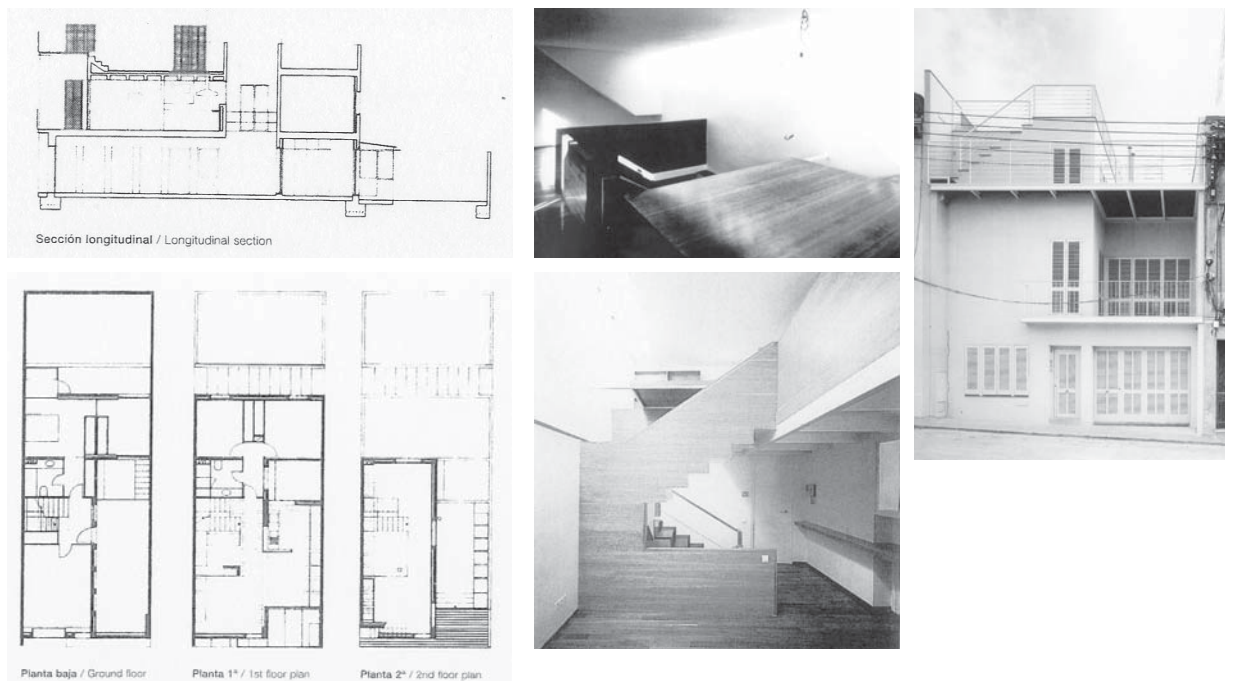 Sección longitudinal / Longitudinal section
Planta baja / Ground floor
Planta 1ª / 1st floor plan
Planta 2ª / 2nd floor plan